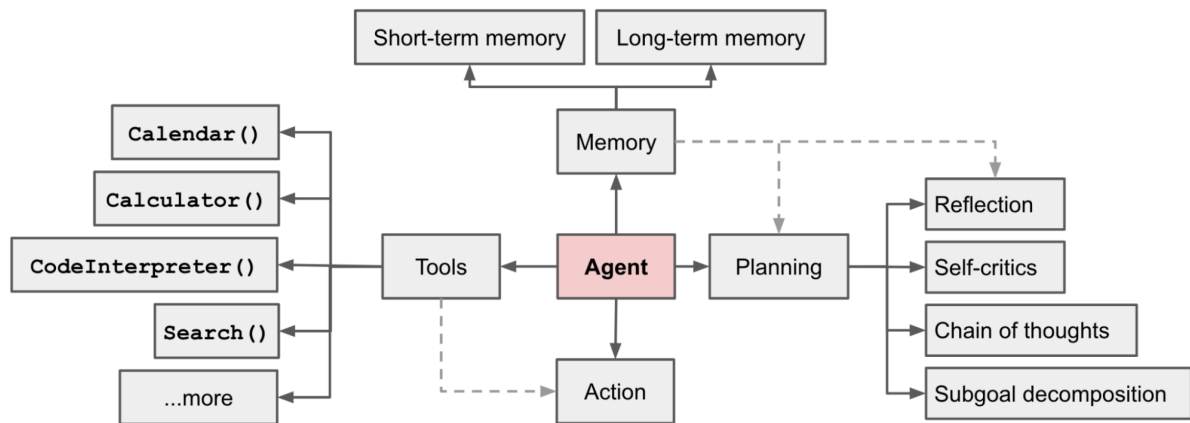 Short-term memory
Long-term memory
Calendar()
Memory
Calculator()
Reflection
CodeInterpreter()
Tools
Agent
Planning
Self-critics
Search()
Chain of thoughts
...more
Action
Subgoal decomposition